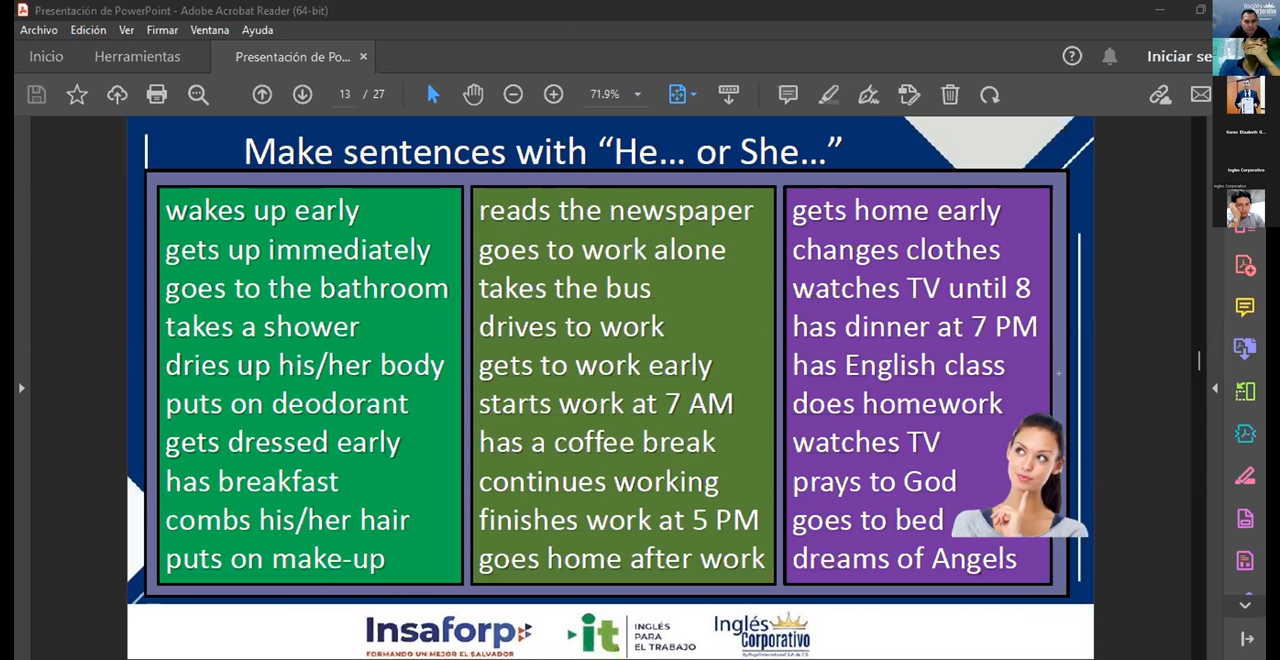 Presentación de PowerPoint - Adobe Acrobat Reader (64-bit)
Archivo Edición Ver Firmar Ventana Ayuda
Inicio Herramientas Presentación de Po... × Iniciar se
13 / 27 71.9%
Make sentences with “He... or She...”
wakes up early
gets up immediately
goes to the bathroom
takes a shower
dries up his/her body
puts on deodorant
gets dressed early
has breakfast
combs his/her hair
puts on make-up
reads the newspaper
goes to work alone
takes the bus
drives to work
gets to work early
starts work at 7 AM
has a coffee break
continues working
finishes work at 5 PM
goes home after work
gets home early
changes clothes
watches TV until 8
has dinner at 7 PM
has English class
does homework
watches TV
prays to God
goes to bed
dreams of Angels
Insaforp
FORMANDO UN MEJOR EL SALVADOR
it
INGLÉS
PARA
EL TRABAJO
Inglés
Corporativo
Karen Elizabeth G...
Ingles Corporativo
Ingles Corporativo